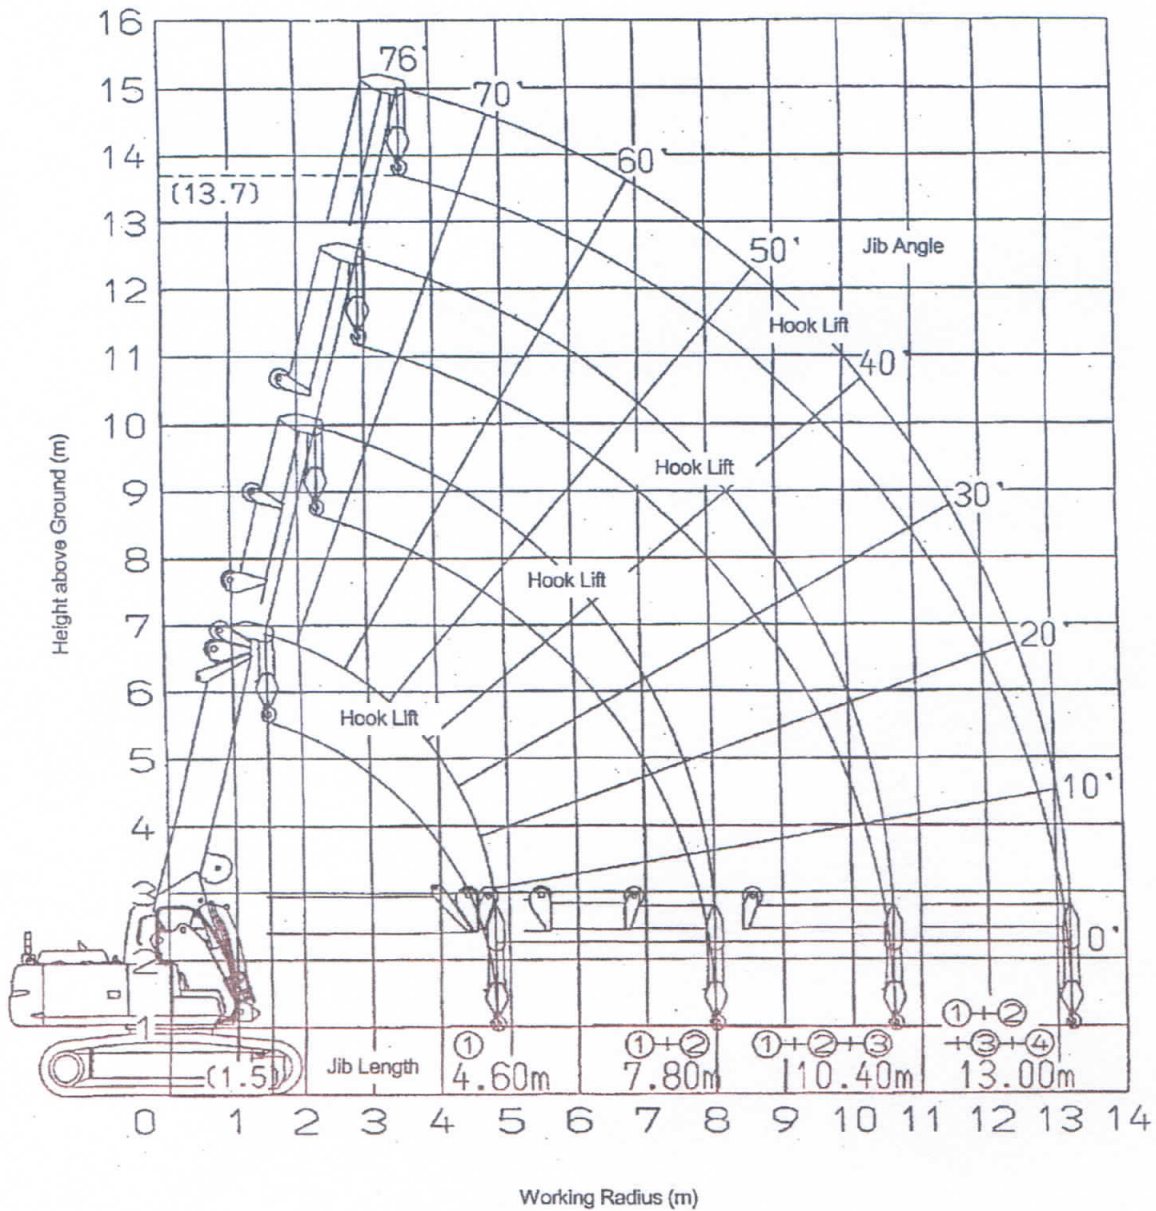 16
76'
15
70'
14
60'
(13.7)
13
50'
Jib Angle
12
Hook Lift
11
40'
10
Hook Lift
9
30'
8
Hook Lift
7
20'
6
Hook Lift
5
10'
4
3
0'
2
1
①+②
① ①+② ①+②+③ +③+④
(1.5) Jib Length 4.60m 7.80m 10.40m 13.00m
0 1 2 3 4 5 6 7 8 9 10 11 12 13 14
Height above Ground (m)
Working Radius (m)